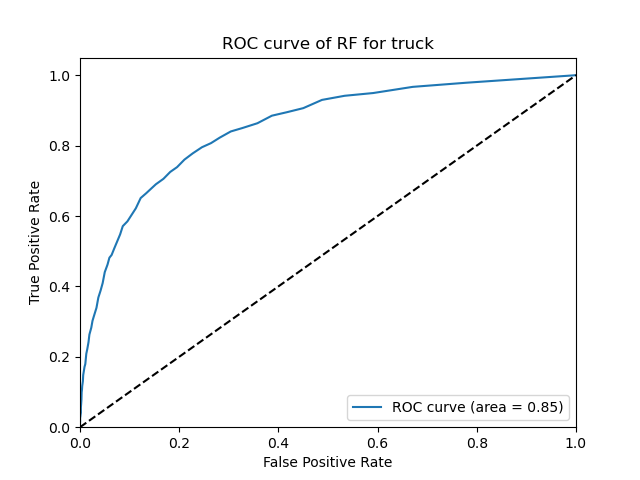 ROC curve of RF for truck
True Positive Rate
1.0
0.8
0.6
0.4
0.2
0.0
ROC curve (area = 0.85)
0.0 0.2 0.4 0.6 0.8 1.0
False Positive Rate